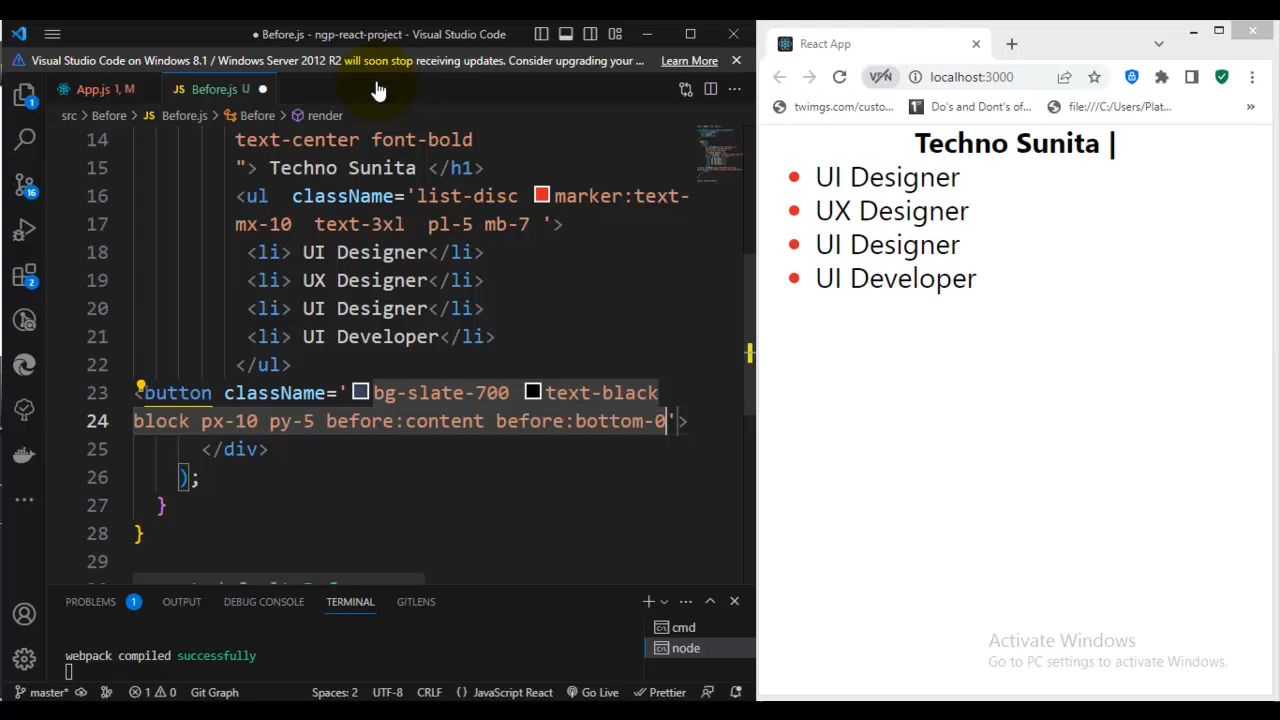 Before.js - ngp-react-project - Visual Studio Code
Visual Studio Code on Windows 8.1 / Windows Server 2012 R2 will soon stop receiving updates. Consider upgrading your ... Learn More
App.js 1, M
Before.js U
src > Before > Before.js > Before > render
14 text-center font-bold
15 "> Techno Sunita </h1>
16 <ul className='list-disc marker:text-
17 mx-10 text-3xl pl-5 mb-7 '>
18 <li> UI Designer</li>
19 <li> UX Designer</li>
20 <li> UI Designer</li>
21 <li> UI Developer</li>
22 </ul>
23 <button className=' bg-slate-700 text-black
24 block px-10 py-5 before:content before:bottom-0'>
25 </div>
26 );
27 }
28 }
29
PROBLEMS 1 OUTPUT DEBUG CONSOLE TERMINAL GITLENS
cmd
node
webpack compiled successfully
1
16
2
master* 1 0 Git Graph Spaces: 2 UTF-8 CRLF {} JavaScript React Go Live Prettier
React App
VPN localhost:3000
twimgs.com/custo... Do's and Dont's of... file:///C:/Users/Plat... »
Techno Sunita |
UI Designer
UX Designer
UI Designer
UI Developer
Activate Windows
Go to PC settings to activate Windows.